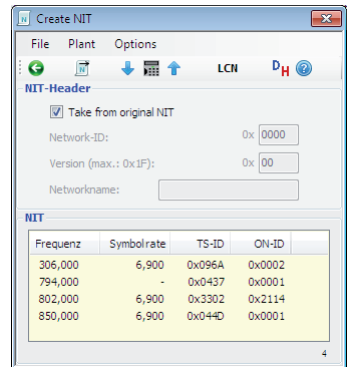 Create NIT
File Plant Options
LCN DH
NIT-Header
Take from original NIT
Network-ID: 0x 0000
Version (max.: 0x1F): 0x 00
Networkname:
NIT
Frequenz Symbolrate TS-ID ON-ID
306,000 6,900 0x096A 0x0002
794,000 - 0x0437 0x0001
802,000 6,900 0x3302 0x2114
850,000 6,900 0x044D 0x0001
4